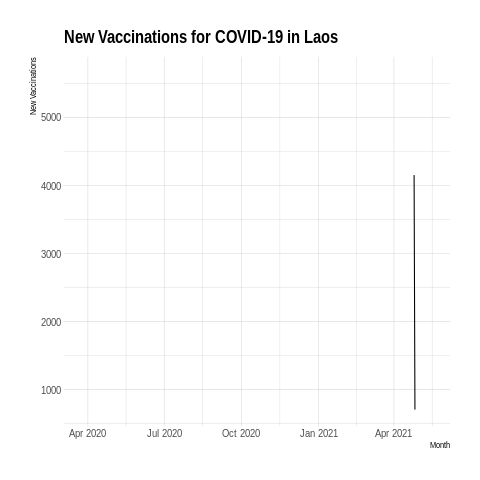 New Vaccinations for COVID-19 in Laos
New Vaccinations
5000
4000
3000
2000
1000
Apr 2020 Jul 2020 Oct 2020 Jan 2021 Apr 2021
Month